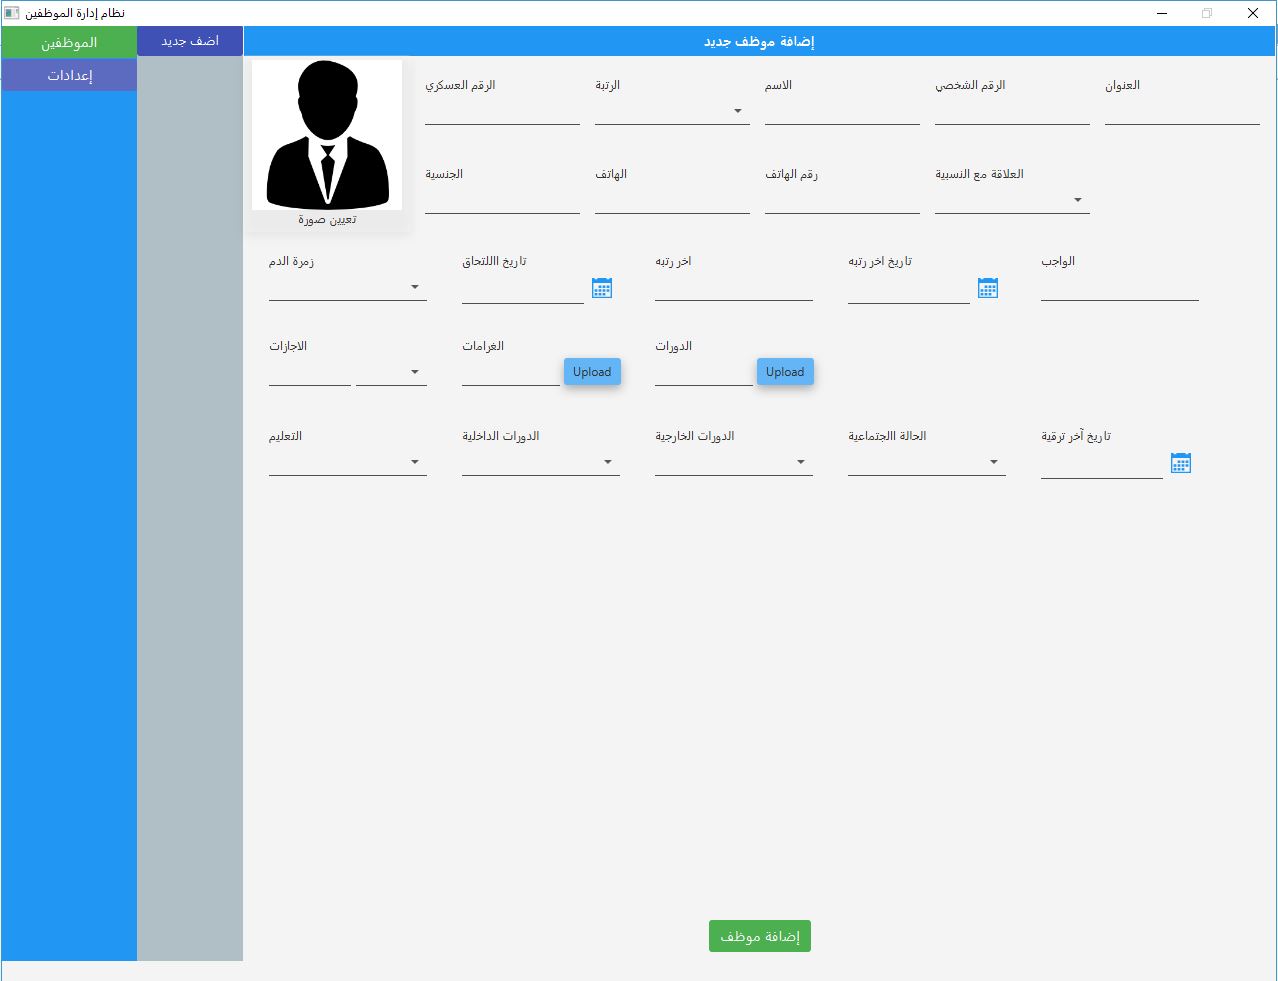 نظام إدارة الموظفين
الموظفين
إعدادات
اضف جديد
إضافة موظف جديد
تعيين صورة
الرقم العسكري
الرتبة
الاسم
الرقم الشخصي
العنوان
الجنسية
الهاتف
رقم الهاتف
العلاقة مع النسبية
زمرة الدم
تاريخ االلتحاق
اخر رتبه
تاريخ اخر رتبه
الواجب
الاجازات
الغرامات
Upload
الدورات
Upload
التعليم
الدورات الداخلية
الدورات الخارجية
الحالة االجتماعية
تاريخ آخر ترقية
إضافة موظف